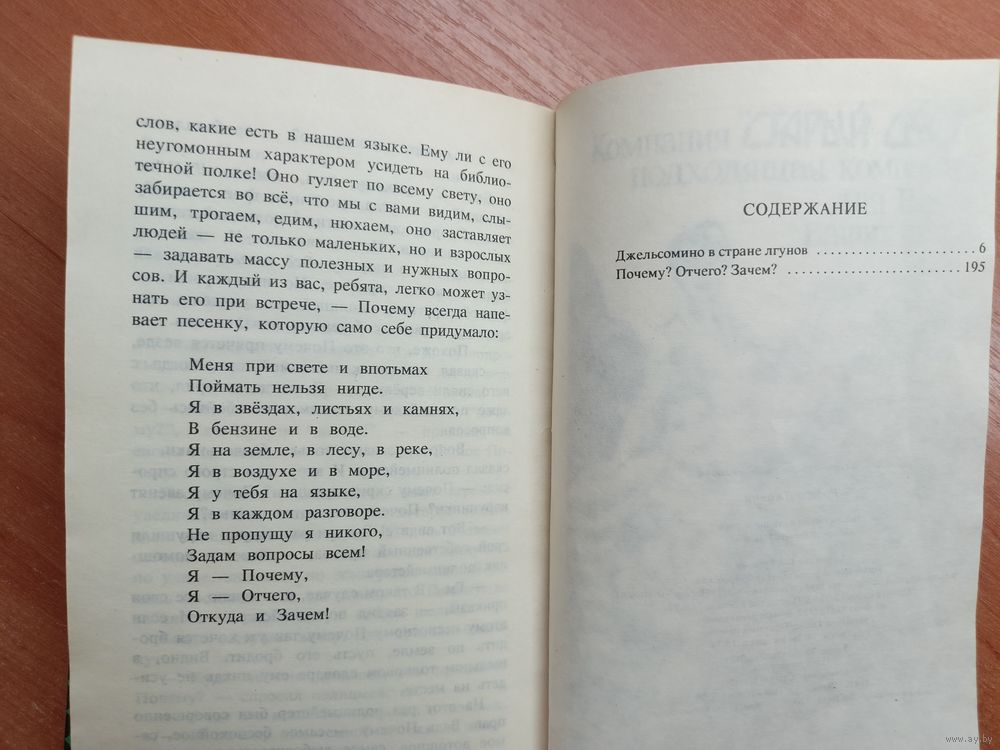 слов, какие есть в нашем языке. Ему ли с его
неугомонным характером усидеть на библио-
течной полке! Оно гуляет по всему свету, оно
забирается во всё, что мы с вами видим, слы-
шим, трогаем, едим, нюхаем, оно заставляет
людей — не только маленьких, но и взрослых
— задавать массу полезных и нужных вопро-
сов. И каждый из вас, ребята, легко может уз-
нать его при встрече, — Почему всегда напе-
вает песенку, которую само себе придумало:
Меня при свете и впотьмах
Поймать нельзя нигде.
Я в звёздах, листьях и камнях,
В бензине и в воде.
Я на земле, в лесу, в реке,
Я в воздухе и в море,
Я у тебя на языке,
Я в каждом разговоре.
Не пропущу я никого,
Задам вопросы всем!
Я — Почему,
Я — Отчего,
Откуда и Зачем!
СОДЕРЖАНИЕ
Джельсомино в стране лгунов . . . . . . . . . . . . . . . . . . . . . . . 6
Почему? Отчего? Зачем? . . . . . . . . . . . . . . . . . . . . . . . . . 195
www.ay.by